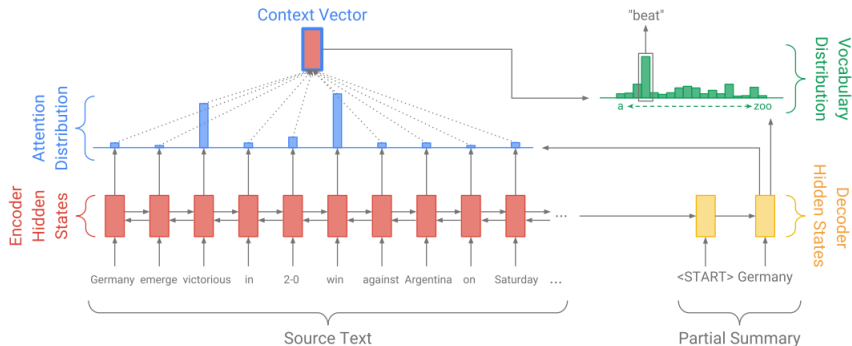 Context Vector
"beat"
a
zoo
Vocabulary
Distribution
Attention
Distribution
Encoder
Hidden
States
...
Decoder
Hidden States
Germany emerge victorious in 2-0 win against Argentina on Saturday ...
<START> Germany
Source Text
Partial Summary